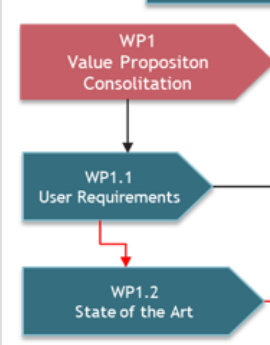 WP1
Value Propositon
Consolitation
WP1.1
User Requirements
WP1.2
State of the Art